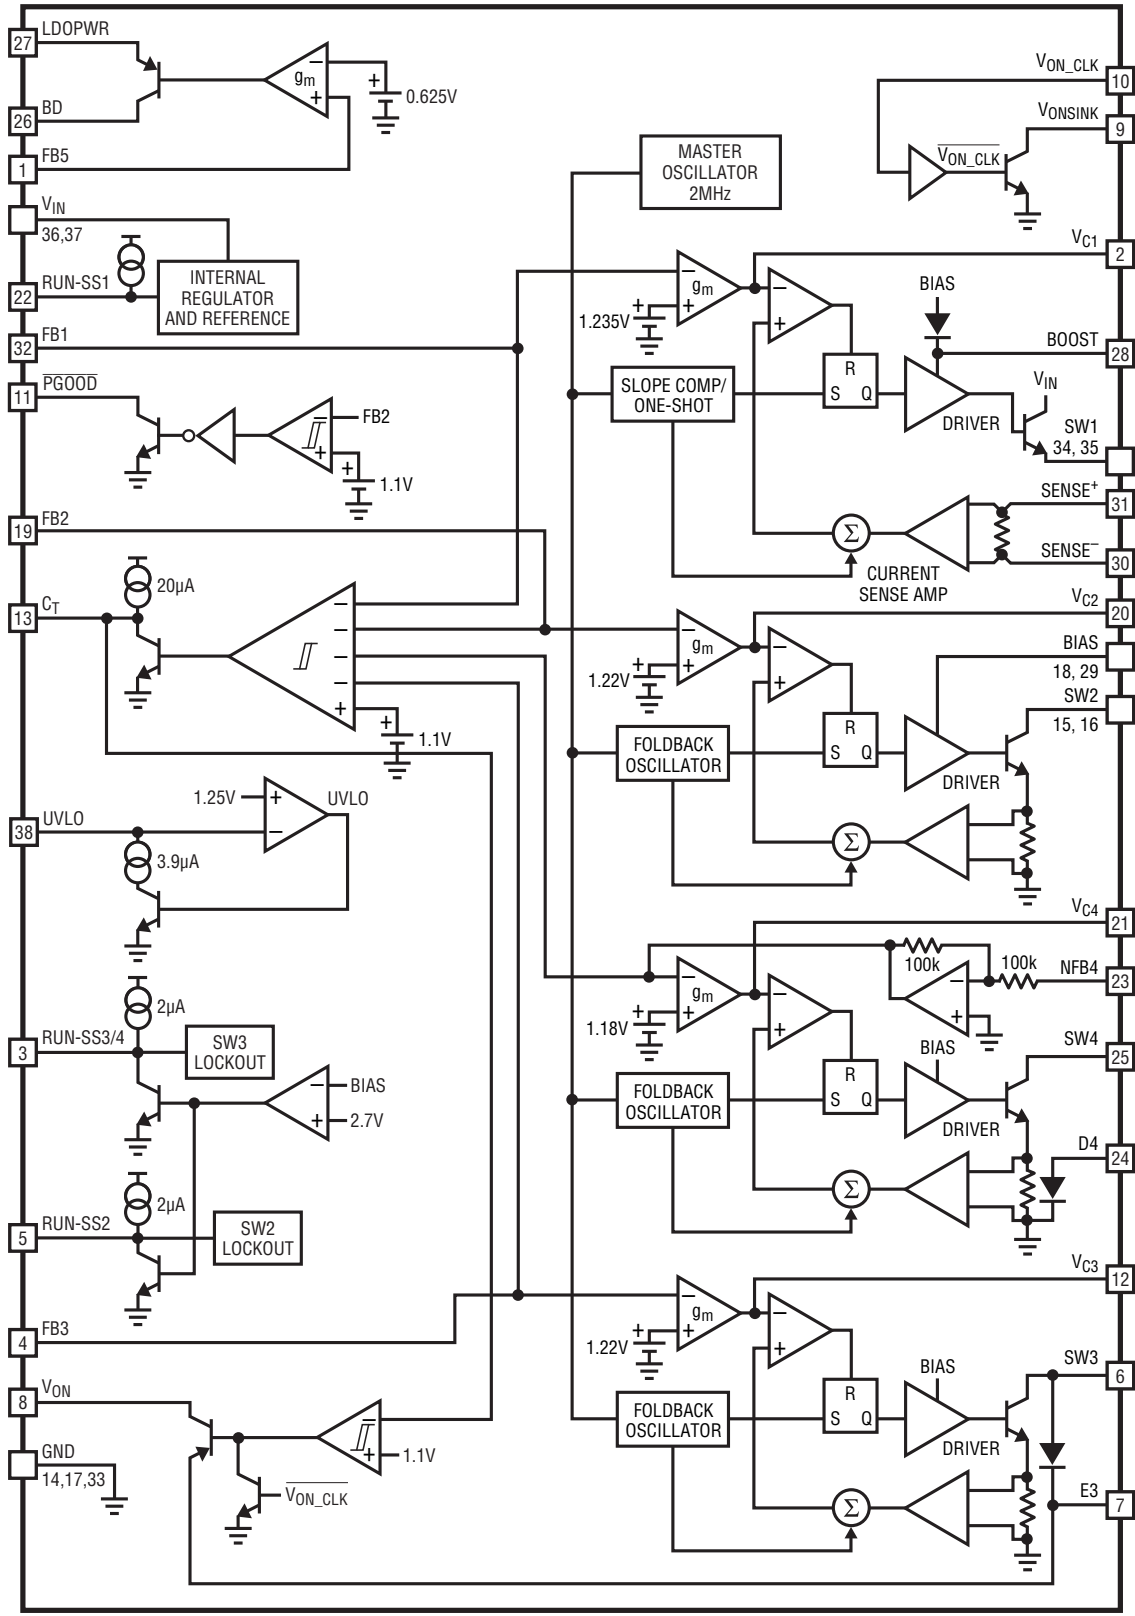 27 LDOPWR
26 BD
1 FB5
gm
−
+
+
0.625V
VIN
36,37
22 RUN-SS1
INTERNAL
REGULATOR
AND REFERENCE
32 FB1
11 PGOOD
−
+
FB2
+
1.1V
19 FB2
20µA
13 CT
−
−
−
−
+
+
1.1V
1.25V
+
−
UVLO
38 UVLO
3.9µA
2µA
3 RUN-SS3/4
SW3
LOCKOUT
−
+
BIAS
2.7V
2µA
5 RUN-SS2
SW2
LOCKOUT
4 FB3
8 VON
GND
14,17,33
−
+
1.1V
VON_CLK
MASTER
OSCILLATOR
2MHz
VON_CLK 10
VONSINK 9
VON_CLK
VC1 2
−
gm
+
+
1.235V
−
+
BIAS
BOOST 28
SLOPE COMP/
ONE-SHOT
R
S Q
DRIVER
VIN
SW1
34, 35
SENSE+ 31
Σ
SENSE− 30
CURRENT
SENSE AMP
VC2 20
−
gm
+
+
1.22V
−
+
BIAS
18, 29
SW2
15, 16
FOLDBACK
OSCILLATOR
R
S Q
DRIVER
Σ
VC4 21
100k
100k
NFB4 23
−
+
−
gm
+
+
1.18V
−
+
SW4 25
BIAS
FOLDBACK
OSCILLATOR
R
S Q
DRIVER
D4 24
Σ
VC3 12
−
gm
+
+
1.22V
−
+
SW3 6
BIAS
FOLDBACK
OSCILLATOR
R
S Q
DRIVER
E3 7
Σ